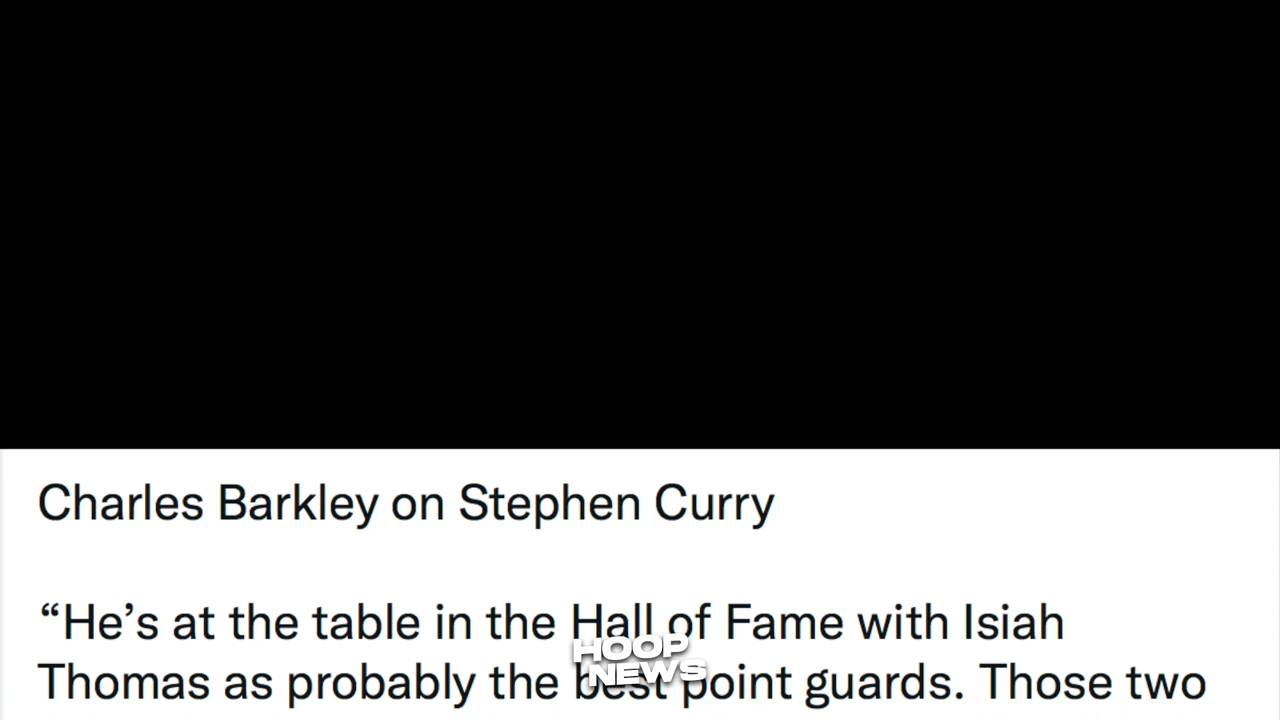 Charles Barkley on Stephen Curry
“He’s at the table in the Hall of Fame with Isiah
Thomas as probably the best point guards. Those two
HOOP
NEWS